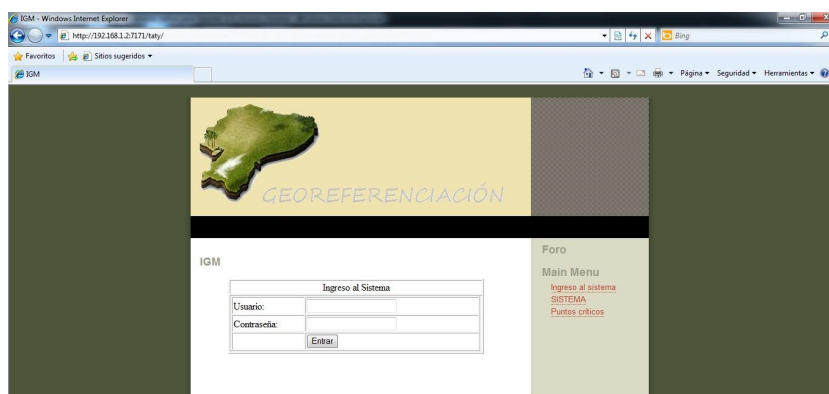 IGM - Windows Internet Explorer
http://192.168.1.2:7171/taty/
Bing
Favoritos
Sitios sugeridos
IGM
Página
Seguridad
Herramientas
GEOREFERENCIACIÓN
IGM
Ingreso al Sistema
Usuario:
Contraseña:
Entrar
Foro
Main Menu
Ingreso al sistema
SISTEMA
Puntos críticos